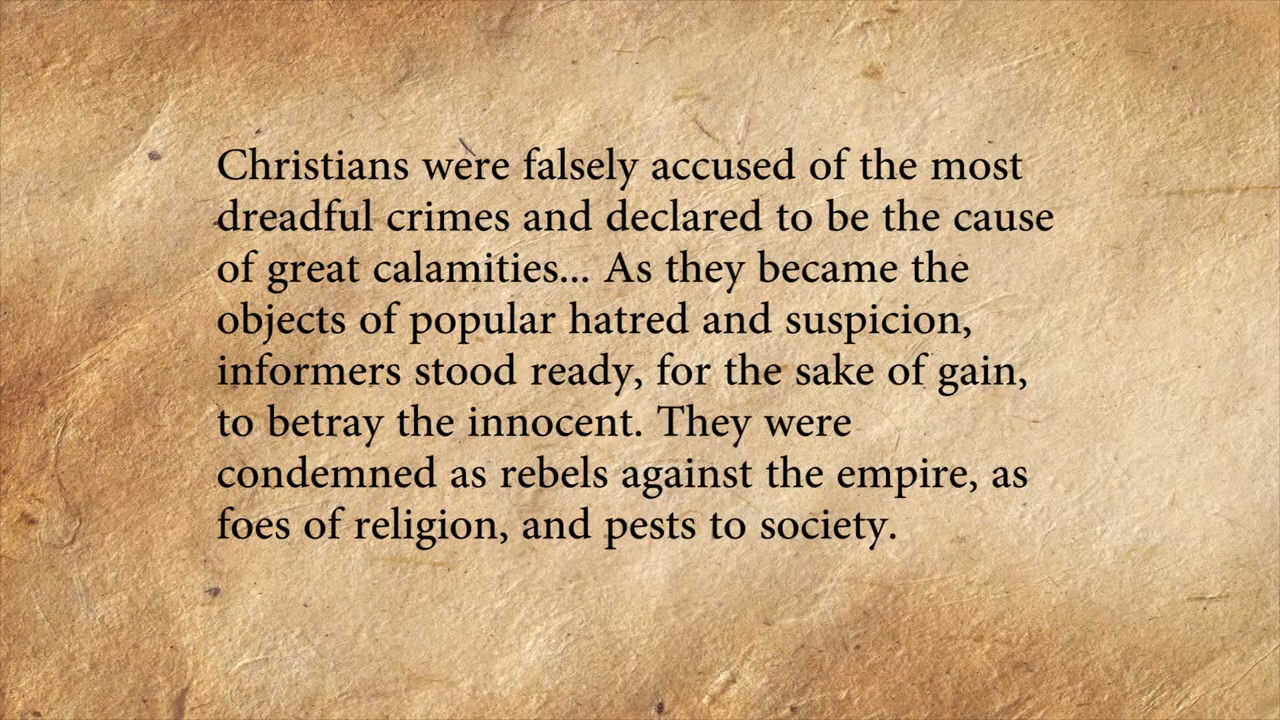 Christians were falsely accused of the most
dreadful crimes and declared to be the cause
of great calamities... As they became the
objects of popular hatred and suspicion,
informers stood ready, for the sake of gain,
to betray the innocent. They were
condemned as rebels against the empire, as
foes of religion, and pests to society.